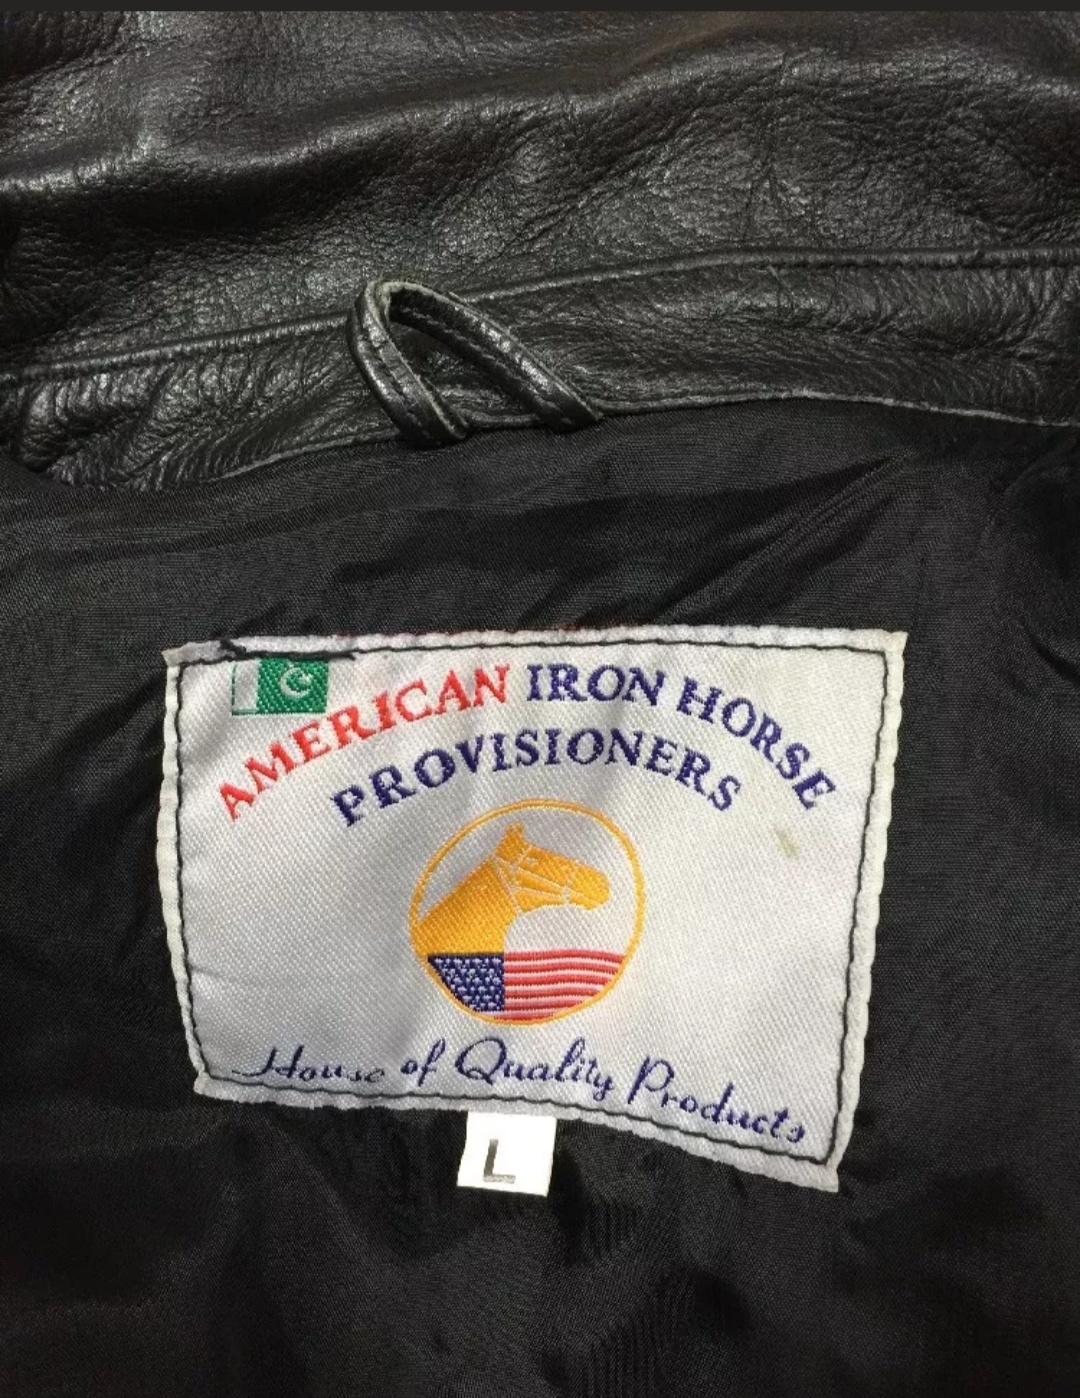 AMERICAN IRON HORSE
PROVISIONERS
House of Quality Products
L